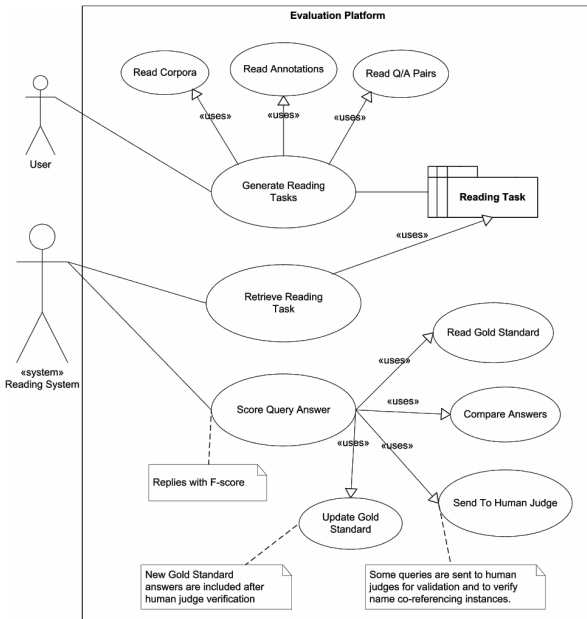 Evaluation Platform
Read Corpora
Read Annotations
Read Q/A Pairs
«uses»
«uses»
«uses»
User
Generate Reading
Tasks
Reading Task
«uses»
Retrieve Reading
Task
«system»
Reading System
Read Gold Standard
«uses»
Score Query Answer
«uses»
Compare Answers
«uses»
«uses»
Replies with F-score
Send To Human Judge
Update Gold
Standard
New Gold Standard
answers are included after
human judge verification
Some queries are sent to human
judges for validation and to verify
name co-referencing instances.